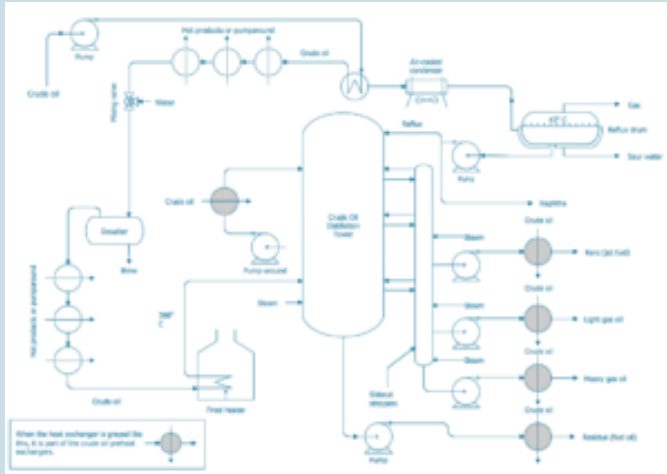 Hot products or pumparound
Pump
Crude oil
Crude oil
Air-cooled
condenser
Mixing valve
Water
Gas
Reflux drum
Reflux
Pump
Sour water
Naphtha
Crude oil
Pump-around
Crude Oil
Distillation
Tower
Desalter
Brine
Steam
Crude oil
Kero (jet fuel)
Crude oil
Steam
Light gas oil
Crude oil
Steam
Heavy gas oil
Crude oil
Residue (fuel oil)
Steam
Hot products or pumparound
Crude oil
Fired heater
Sidecut
strippers
Pump
When the heat exchanger is greyed like
this, it is part of the crude oil preheat
exchangers.